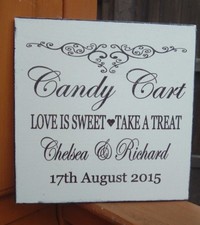 Candy Cart
LOVE IS SWEET♥TAKE A TREAT
Chelsea & Richard
17th August 2015